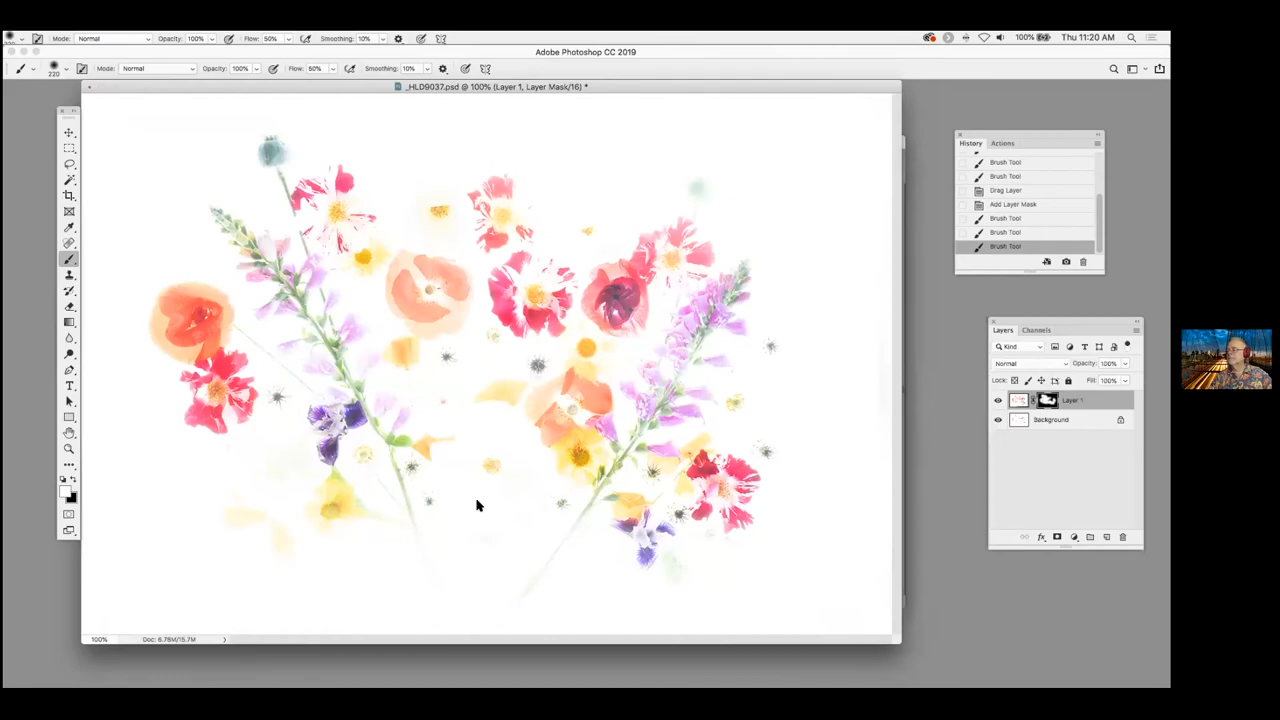 Mode: Normal Opacity: 100% Flow: 50% Smoothing: 10% 100% Thu 11:20 AM
Adobe Photoshop CC 2019
220 Mode: Normal Opacity: 100% Flow: 50% Smoothing: 10%
_HLD9037.psd @ 100% (Layer 1, Layer Mask/16) *
History Actions
Brush Tool
Brush Tool
Drag Layer
Add Layer Mask
Brush Tool
Brush Tool
Brush Tool
Layers Channels
Kind
Normal Opacity: 100%
Lock: Fill: 100%
Layer 1
Background
fx
100% Doc: 6.78M/15.7M